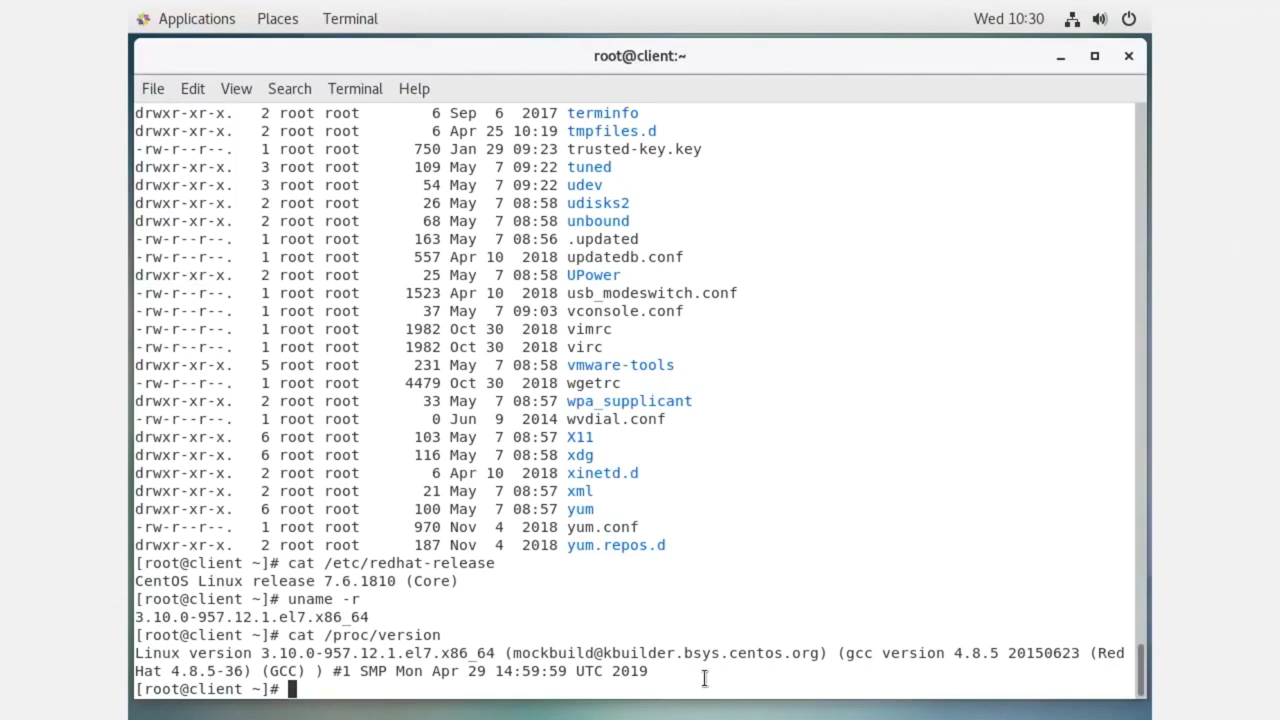 Applications Places Terminal Wed 10:30
root@client:~
File Edit View Search Terminal Help
drwxr-xr-x. 2 root root 6 Sep 6 2017 terminfo
drwxr-xr-x. 2 root root 6 Apr 25 10:19 tmpfiles.d
-rw-r--r--. 1 root root 750 Jan 29 09:23 trusted-key.key
drwxr-xr-x. 3 root root 109 May 7 09:22 tuned
drwxr-xr-x. 3 root root 54 May 7 09:22 udev
drwxr-xr-x. 2 root root 26 May 7 08:58 udisks2
drwxr-xr-x. 2 root root 68 May 7 08:58 unbound
-rw-r--r--. 1 root root 163 May 7 08:56 .updated
-rw-r--r--. 1 root root 557 Apr 10 2018 updatedb.conf
drwxr-xr-x. 2 root root 25 May 7 08:58 UPower
-rw-r--r--. 1 root root 1523 Apr 10 2018 usb_modeswitch.conf
-rw-r--r--. 1 root root 37 May 7 09:03 vconsole.conf
-rw-r--r--. 1 root root 1982 Oct 30 2018 vimrc
-rw-r--r--. 1 root root 1982 Oct 30 2018 virc
drwxr-xr-x. 5 root root 231 May 7 08:58 vmware-tools
-rw-r--r--. 1 root root 4479 Oct 30 2018 wgetrc
drwxr-xr-x. 2 root root 33 May 7 08:57 wpa_supplicant
-rw-r--r--. 1 root root 0 Jun 9 2014 wvdial.conf
drwxr-xr-x. 6 root root 103 May 7 08:57 X11
drwxr-xr-x. 6 root root 116 May 7 08:58 xdg
drwxr-xr-x. 2 root root 6 Apr 10 2018 xinetd.d
drwxr-xr-x. 2 root root 21 May 7 08:57 xml
drwxr-xr-x. 6 root root 100 May 7 08:57 yum
-rw-r--r--. 1 root root 970 Nov 4 2018 yum.conf
drwxr-xr-x. 2 root root 187 Nov 4 2018 yum.repos.d
[root@client ~]# cat /etc/redhat-release
CentOS Linux release 7.6.1810 (Core)
[root@client ~]# uname -r
3.10.0-957.12.1.el7.x86_64
[root@client ~]# cat /proc/version
Linux version 3.10.0-957.12.1.el7.x86_64 (mockbuild@kbuilder.bsys.centos.org) (gcc version 4.8.5 20150623 (Red
Hat 4.8.5-36) (GCC) ) #1 SMP Mon Apr 29 14:59:59 UTC 2019
[root@client ~]#